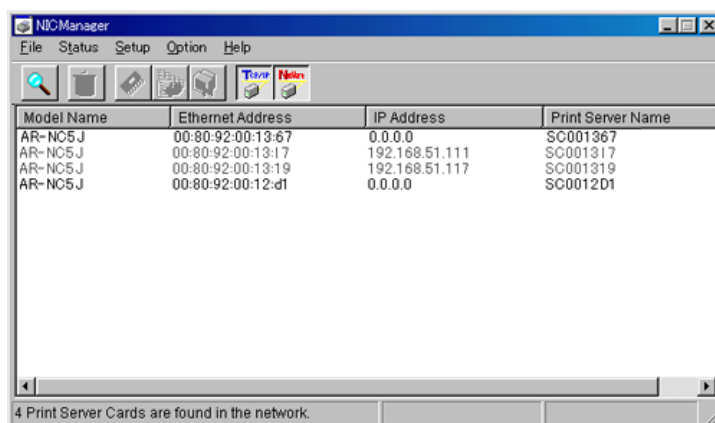 NICManager
File Status Setup Option Help
TCP/IP
Model Name Ethernet Address IP Address Print Server Name
AR-NC5J 00:80:92:00:13:67 0.0.0.0 SC001367
AR-NC5J 00:80:92:00:13:17 192.168.51.111 SC001317
AR-NC5J 00:80:92:00:13:19 192.168.51.117 SC001319
AR-NC5J 00:80:92:00:12:d1 0.0.0.0 SC0012D1
4 Print Server Cards are found in the network.